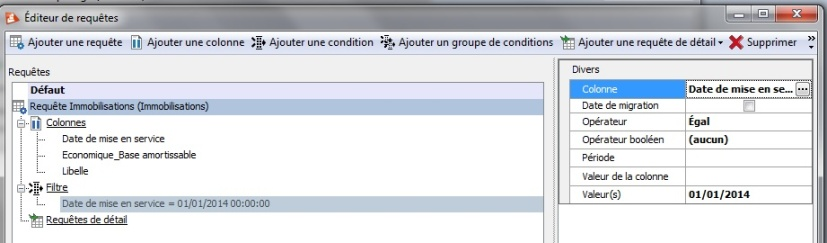 Éditeur de requêtes
Ajouter une requête Ajouter une colonne Ajouter une condition Ajouter un groupe de conditions Ajouter une requête de détail Supprimer
Requêtes
Défaut
Requête Immobilisations (Immobilisations)
Colonnes
Date de mise en service
Economique_Base amortissable
Libelle
Filtre
Date de mise en service = 01/01/2014 00:00:00
Requêtes de détail
Divers
Colonne Date de mise en se... ...
Date de migration
Opérateur Égal
Opérateur booléen (aucun)
Période
Valeur de la colonne
Valeur(s) 01/01/2014